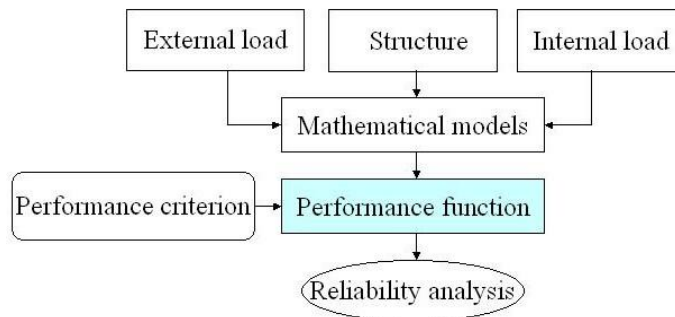 External load
Structure
Internal load
Mathematical models
Performance criterion
Performance function
Reliability analysis